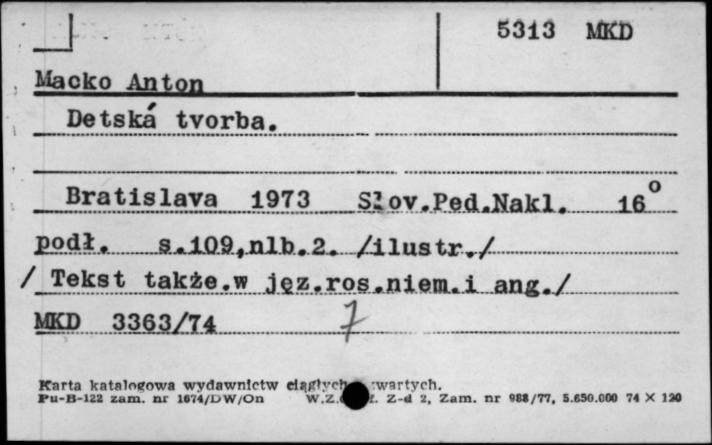 5313 MKD
Macko Anton
Detská tvorba.
Bratislava 1973 Slov.Ped.Nakl. 16°
podł. s.109,nlb.2. /ilustr./
/ Tekst także.w jęz.ros.niem.i ang./
MKD 3363/74 7
Karta katalogowa wydawnictw ciągłych
Pu-B-122 zam. nr 1674/DW/On W.Z. Z-d 2, Zam. nr 988/77, 5.650.000 74 X 120